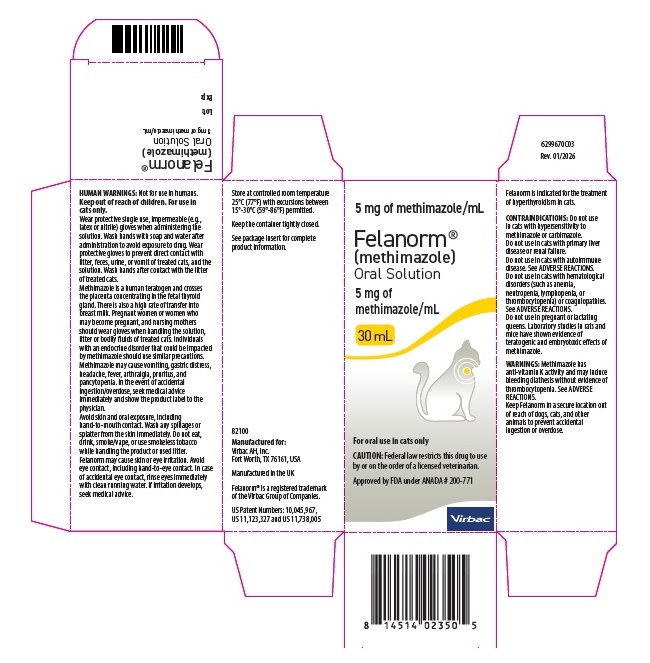 Felanorm®
(methimazole)
Oral Solution
5 mg of methimazole/mL
Lot:
Exp:
HUMAN WARNINGS: Not for use in humans.
Keep out of reach of children. For use in
cats only.
Wear protective single use, impermeable (e.g.,
latex or nitrile) gloves when administering the
solution. Wash hands with soap and water after
administration to avoid exposure to drug. Wear
protective gloves to prevent direct contact with
litter, feces, urine, or vomit of treated cats, and the
solution. Wash hands after contact with the litter
of treated cats.
Methimazole is a human teratogen and crosses
the placenta concentrating in the fetal thyroid
gland. There is also a high rate of transfer into
breast milk. Pregnant women or women who
may become pregnant, and nursing mothers
should wear gloves when handling the solution,
litter or bodily fluids of treated cats. Individuals
with an endocrine disorder that could be impacted
by methimazole should use similar precautions.
Methimazole may cause vomiting, gastric distress,
headache, fever, arthralgia, pruritus, and
pancytopenia. In the event of accidental
ingestion/overdose, seek medical advice
immediately and show the product label to the
physician.
Avoid skin and oral exposure, including
hand-to-mouth contact. Wash any spillages or
splatter from the skin immediately. Do not eat,
drink, smoke/vape, or use smokeless tobacco
while handling the product or used litter.
Felanorm may cause skin or eye irritation. Avoid
eye contact, including hand-to-eye contact. In case
of accidental eye contact, rinse eyes immediately
with clean running water. If irritation develops,
seek medical advice.
Store at controlled room temperature
25°C (77°F) with excursions between
15°-30°C (59°-86°F) permitted.
Keep the container tightly closed.
See package insert for complete
product information.
82100
Manufactured for:
Virbac AH, Inc.
Fort Worth, TX 76161, USA
Manufactured in the UK
Felanorm® is a registered trademark
of the Virbac Group of Companies.
US Patent Numbers: 10,045,967,
US 11,123,327 and US 11,738,005
5 mg of methimazole/mL
Felanorm®
(methimazole)
Oral Solution
5 mg of
methimazole/mL
30 mL
For oral use in cats only
CAUTION: Federal law restricts this drug to use
by or on the order of a licensed veterinarian.
Approved by FDA under ANADA # 200-771
Virbac
8 14514 02350 5
6299670C03
Rev. 01/2026
Felanorm is indicated for the treatment
of hyperthyroidism in cats.
CONTRAINDICATIONS: Do not use
in cats with hypersensitivity to
methimazole or carbimazole.
Do not use in cats with primary liver
disease or renal failure.
Do not use in cats with autoimmune
disease. See ADVERSE REACTIONS.
Do not use in cats with hematological
disorders (such as anemia,
neutropenia, lymphopenia, or
thrombocytopenia) or coagulopathies.
See ADVERSE REACTIONS.
Do not use in pregnant or lactating
queens. Laboratory studies in rats and
mice have shown evidence of
teratogenic and embryotoxic effects of
methimazole.
WARNINGS: Methimazole has
anti-vitamin K activity and may induce
bleeding diathesis without evidence of
thrombocytopenia. See ADVERSE
REACTIONS.
Keep Felanorm in a secure location out
of reach of dogs, cats, and other
animals to prevent accidental
ingestion or overdose.